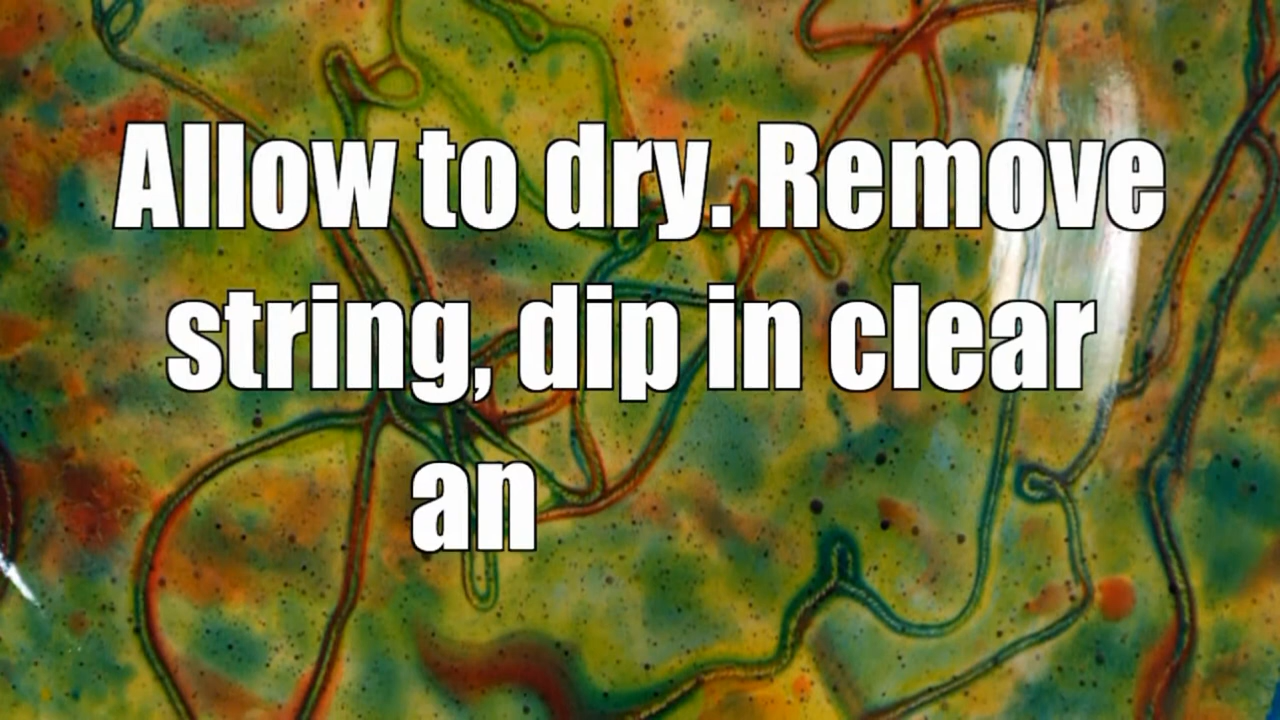 Allow to dry. Remove
string, dip in clear
an